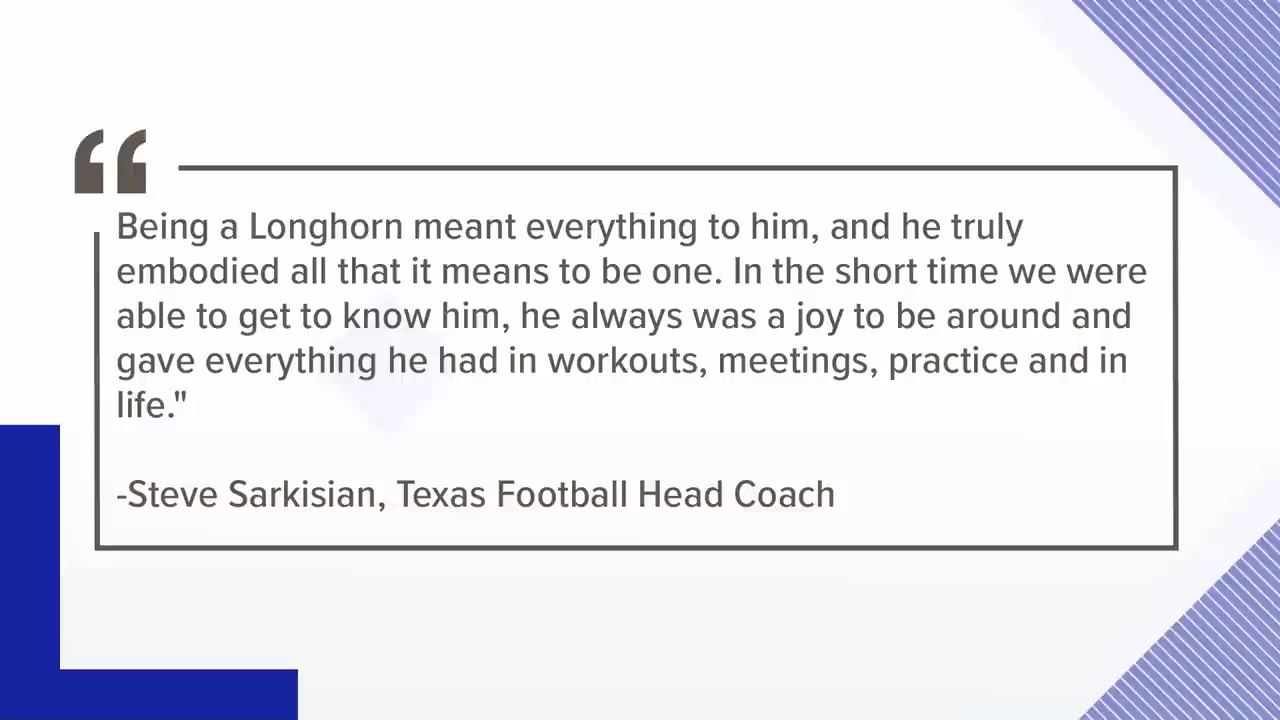 “
Being a Longhorn meant everything to him, and he truly
embodied all that it means to be one. In the short time we were
able to get to know him, he always was a joy to be around and
gave everything he had in workouts, meetings, practice and in
life."
-Steve Sarkisian, Texas Football Head Coach